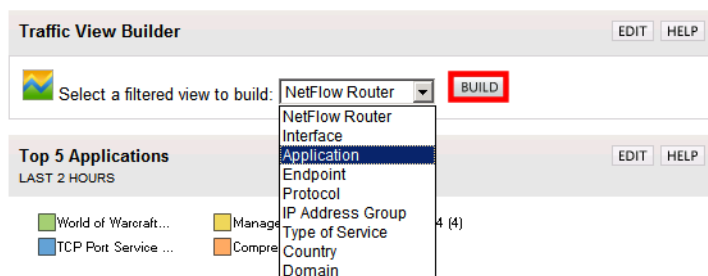 Traffic View Builder EDIT HELP
Select a filtered view to build: NetFlow Router BUILD
NetFlow Router
Interface
Application
Endpoint
Protocol
IP Address Group
Type of Service
Country
Domain
Top 5 Applications EDIT HELP
LAST 2 HOURS
World of Warcraft... Manage 4 (4)
TCP Port Service ... Compre